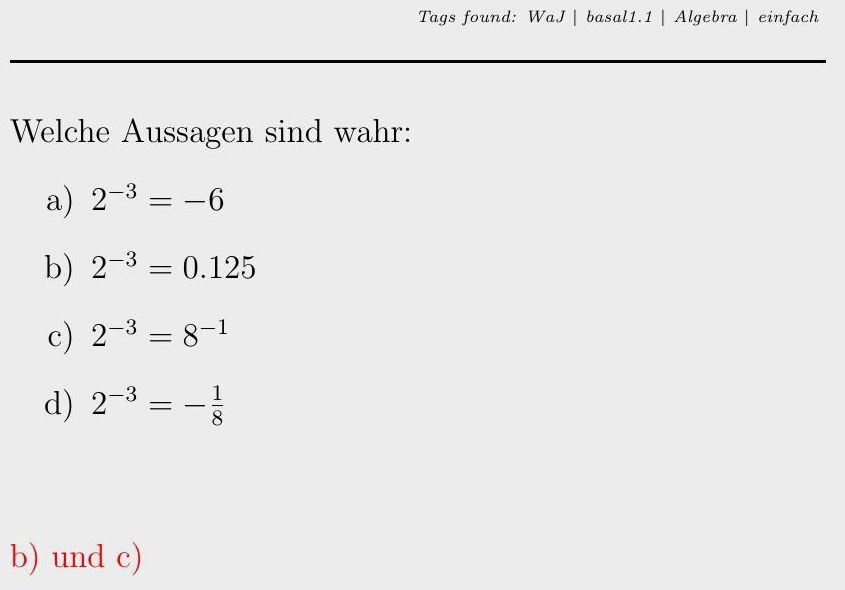 Tags found: WaJ | basal1.1 | Algebra | einfach
Welche Aussagen sind wahr:
a) 2⁻³ = −6
b) 2⁻³ = 0.125
c) 2⁻³ = 8⁻¹
d) 2⁻³ = −1/8
b) und c)